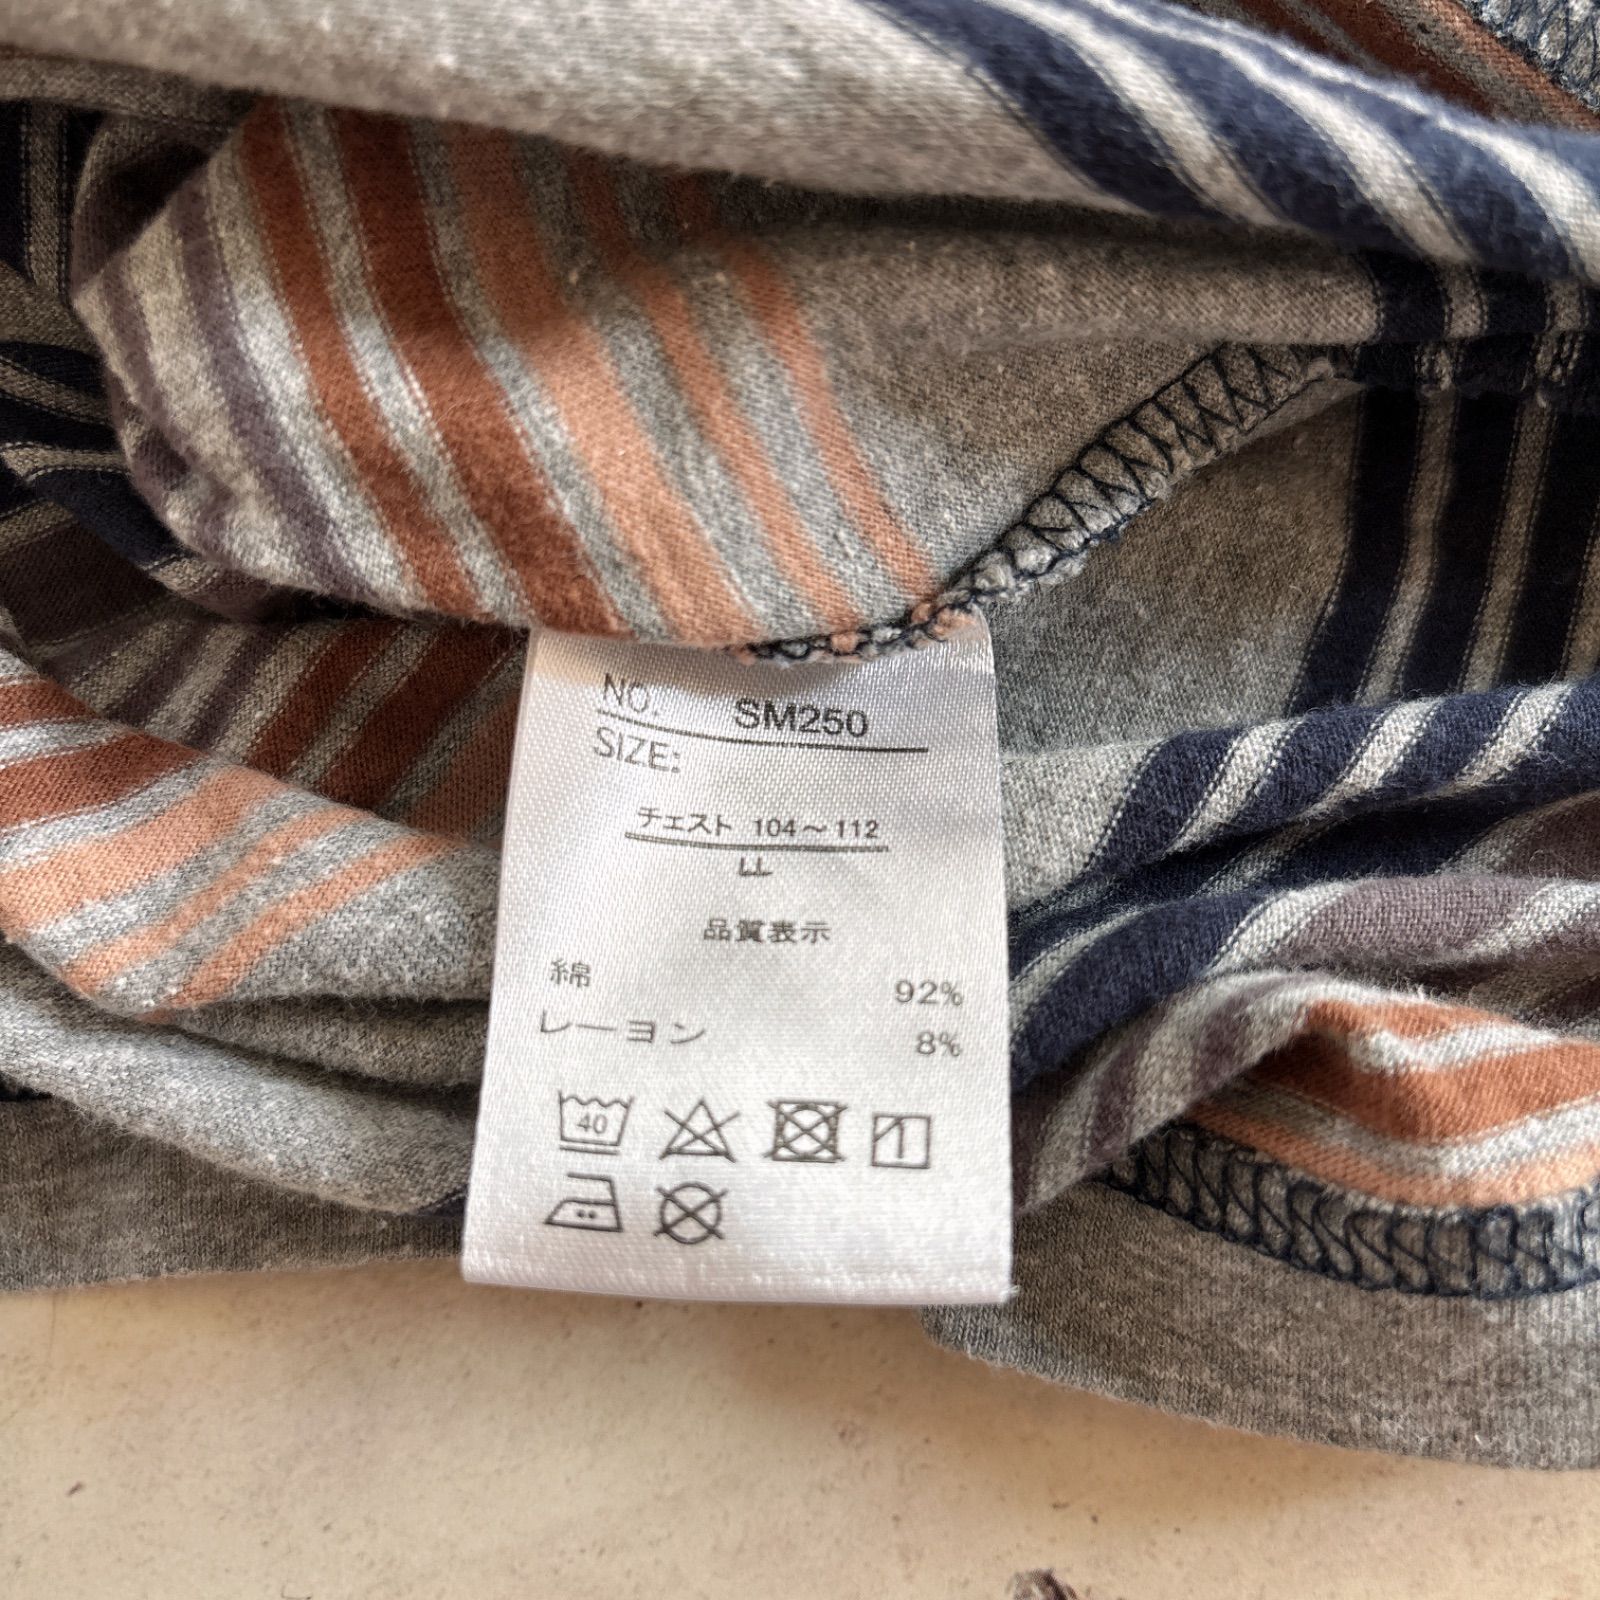 NO. SM250
SIZE:
チェスト 104～112
LL
品質表示
綿 92%
レーヨン 8%
40